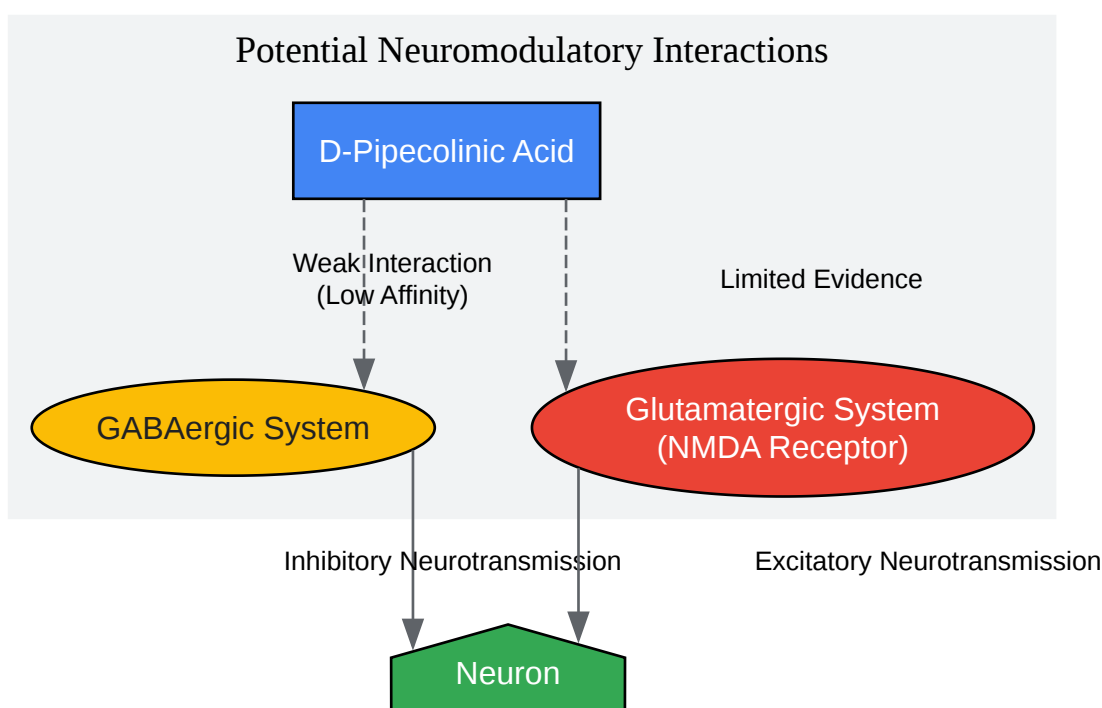 Potential Neuromodulatory Interactions
D-Pipecolinic Acid
Weak Interaction
(Low Affinity)
Limited Evidence
GABAergic System
Glutamatergic System
(NMDA Receptor)
Inhibitory Neurotransmission
Excitatory Neurotransmission
Neuron